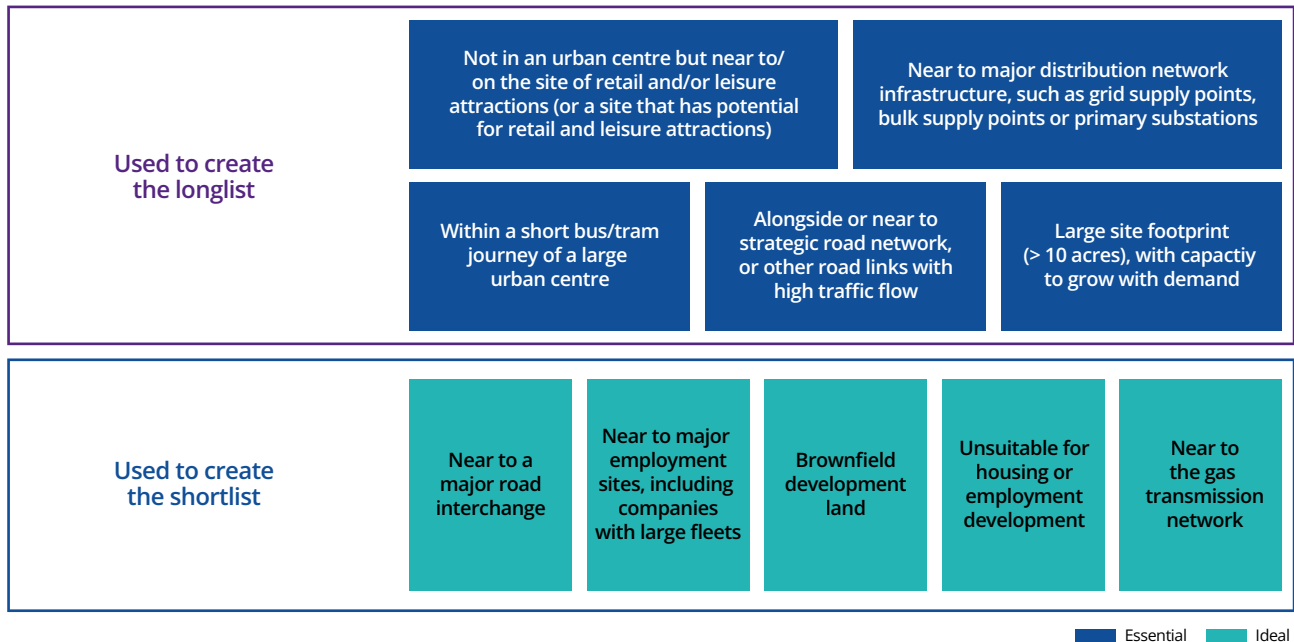 Used to create
the longlist
Not in an urban centre but near to/
on the site of retail and/or leisure
attractions (or a site that has potential
for retail and leisure attractions)
Near to major distribution network
infrastructure, such as grid supply points,
bulk supply points or primary substations
Within a short bus/tram
journey of a large
urban centre
Alongside or near to
strategic road network,
or other road links with
high traffic flow
Large site footprint
(> 10 acres), with capactiy
to grow with demand
Used to create
the shortlist
Near to a
major road
interchange
Near to major
employment
sites, including
companies
with large fleets
Brownfield
development
land
Unsuitable for
housing or
employment
development
Near to
the gas
transmission
network
Essential
Ideal